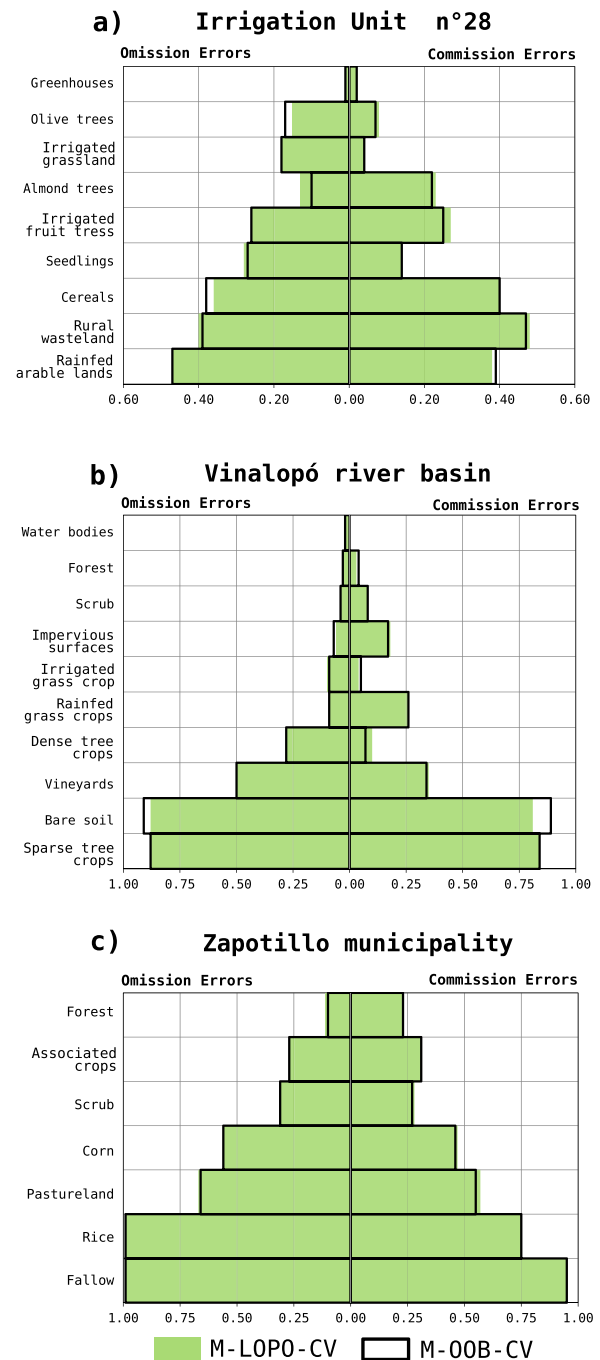 a) Irrigation Unit n°28
Omission Errors Commission Errors
Greenhouses
Olive trees
Irrigated
grassland
Almond trees
Irrigated
fruit tress
Seedlings
Cereals
Rural
wasteland
Rainfed
arable lands
0.60 0.40 0.20 0.00 0.20 0.40 0.60
b) Vinalopó river basin
Omission Errors Commission Errors
Water bodies
Forest
Scrub
Impervious
surfaces
Irrigated
grass crop
Rainfed
grass crops
Dense tree
crops
Vineyards
Bare soil
Sparse tree
crops
1.00 0.75 0.50 0.25 0.00 0.25 0.50 0.75 1.00
c) Zapotillo municipality
Omission Errors Commission Errors
Forest
Associated
crops
Scrub
Corn
Pastureland
Rice
Fallow
1.00 0.75 0.50 0.25 0.00 0.25 0.50 0.75 1.00
M-LOPO-CV M-OOB-CV